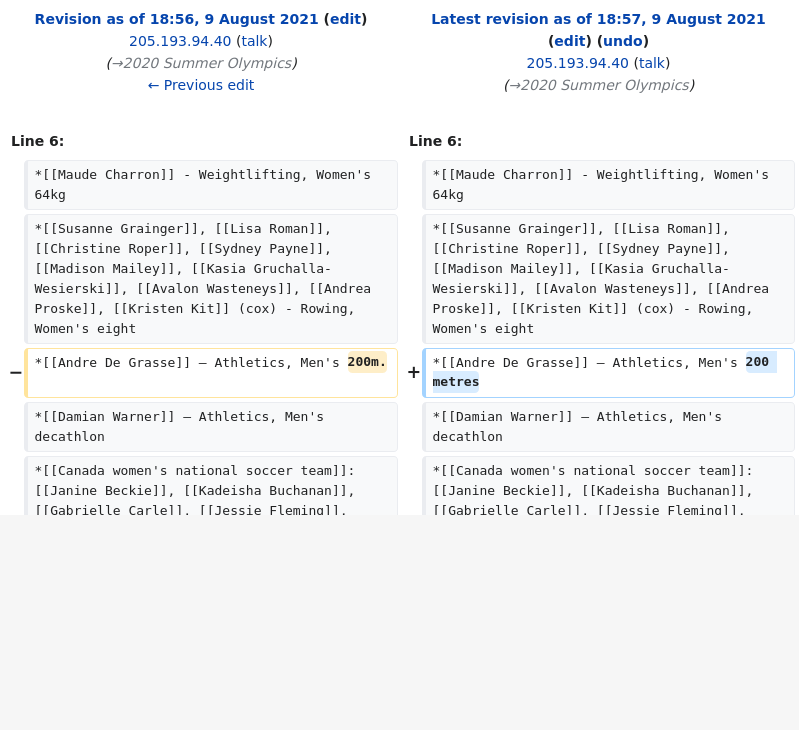 Revision as of 18:56, 9 August 2021 (edit)
205.193.94.40 (talk)
(→2020 Summer Olympics)
← Previous edit
Latest revision as of 18:57, 9 August 2021
(edit) (undo)
205.193.94.40 (talk)
(→2020 Summer Olympics)
Line 6:
*[[Maude Charron]] - Weightlifting, Women's
64kg
*[[Susanne Grainger]], [[Lisa Roman]],
[[Christine Roper]], [[Sydney Payne]],
[[Madison Mailey]], [[Kasia Gruchalla-
Wesierski]], [[Avalon Wasteneys]], [[Andrea
Proske]], [[Kristen Kit]] (cox) - Rowing,
Women's eight
− *[[Andre De Grasse]] – Athletics, Men's 200m.
*[[Damian Warner]] – Athletics, Men's
decathlon
*[[Canada women's national soccer team]]:
[[Janine Beckie]], [[Kadeisha Buchanan]],
[[Gabrielle Carle]], [[Jessie Fleming]],
Line 6:
*[[Maude Charron]] - Weightlifting, Women's
64kg
*[[Susanne Grainger]], [[Lisa Roman]],
[[Christine Roper]], [[Sydney Payne]],
[[Madison Mailey]], [[Kasia Gruchalla-
Wesierski]], [[Avalon Wasteneys]], [[Andrea
Proske]], [[Kristen Kit]] (cox) - Rowing,
Women's eight
+ *[[Andre De Grasse]] – Athletics, Men's 200
metres
*[[Damian Warner]] – Athletics, Men's
decathlon
*[[Canada women's national soccer team]]:
[[Janine Beckie]], [[Kadeisha Buchanan]],
[[Gabrielle Carle]], [[Jessie Fleming]],